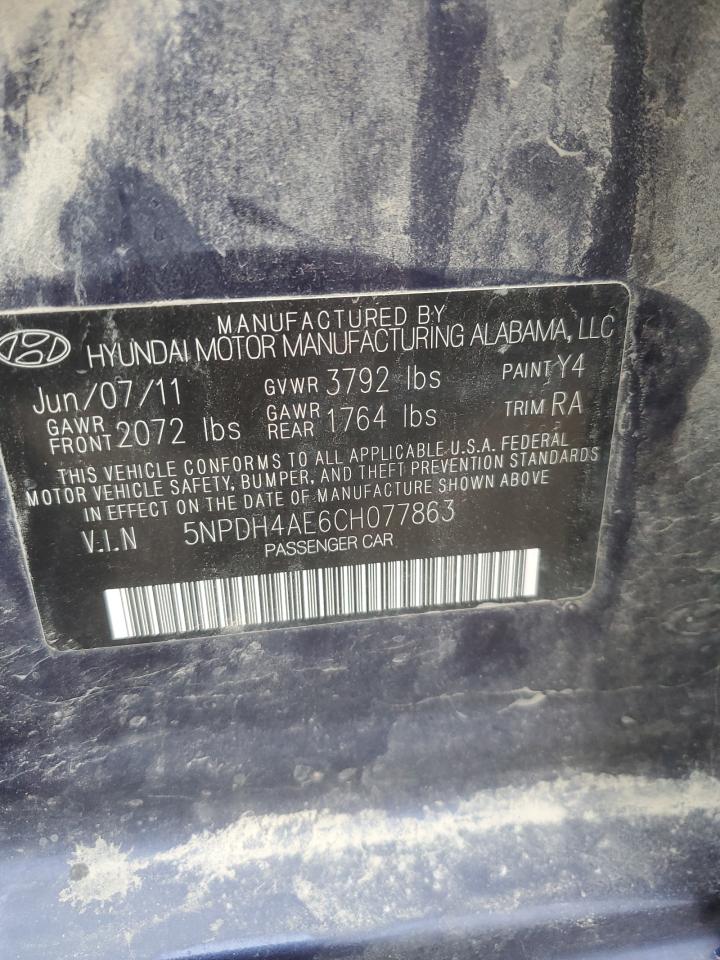 MANUFACTURED BY
HYUNDAI MOTOR MANUFACTURING ALABAMA, LLC
Jun/07/11 GVWR 3792 lbs PAINT Y4
GAWR FRONT 2072 lbs GAWR REAR 1764 lbs TRIM RA
THIS VEHICLE CONFORMS TO ALL APPLICABLE U.S.A. FEDERAL
MOTOR VEHICLE SAFETY, BUMPER, AND THEFT PREVENTION STANDARDS
IN EFFECT ON THE DATE OF MANUFACTURE SHOWN ABOVE
V.I.N 5NPDH4AE6CH077863
PASSENGER CAR